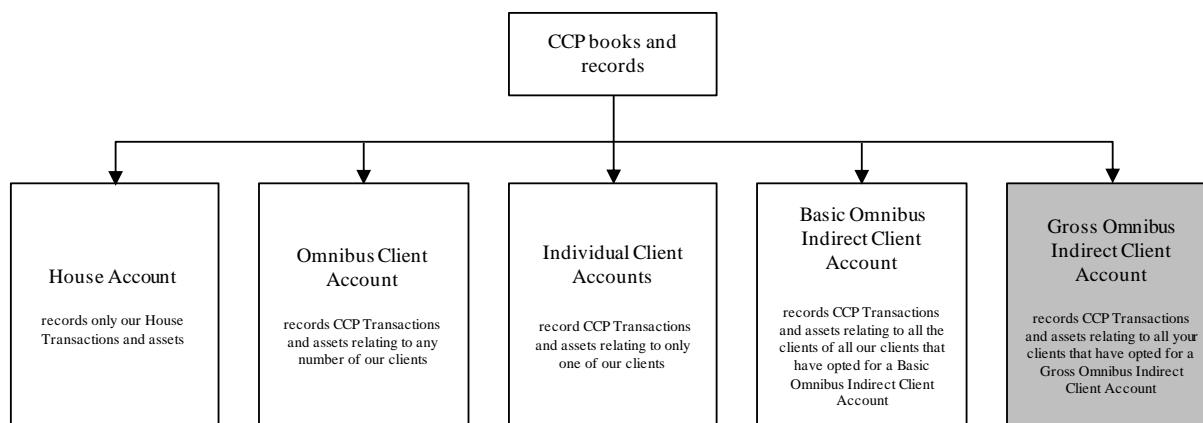 CCP books and
records
House Account
records only our House
Transactions and assets
Omnibus Client
Account
records CCP Transactions
and assets relating to any
number of our clients
Individual Client
Accounts
record CCP Transactions
and assets relating to only
one of our clients
Basic Omnibus
Indirect Client
Account
records CCP Transactions
and assets relating to all the
clients of all our clients that
have opted for a Basic
Omnibus Indirect Client
Account
Gross Omnibus
Indirect Client
Account
records CCP Transactions
and assets relating to all your
clients that have opted for a
Gross Omnibus Indirect
Client Account